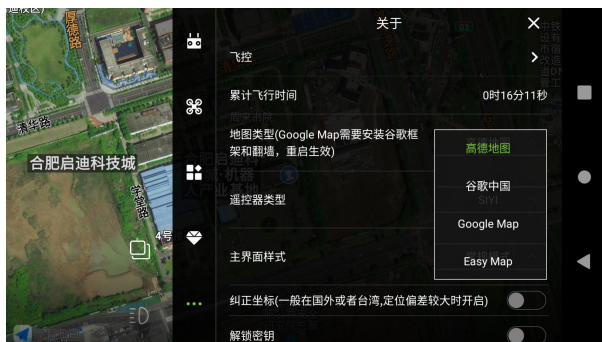 厚德路
清华路
合肥启迪科技城
学堂路
4号
关于
飞控
累计飞行时间
0时16分11秒
地图类型(Google Map需要安装谷歌框
架和翻墙，重启生效)
高德地图
谷歌中国
Google Map
Easy Map
遥控器类型
SIYI
主界面样式
纠正坐标(一般在国外或者台湾,定位偏差较大时开启)
解锁密钥